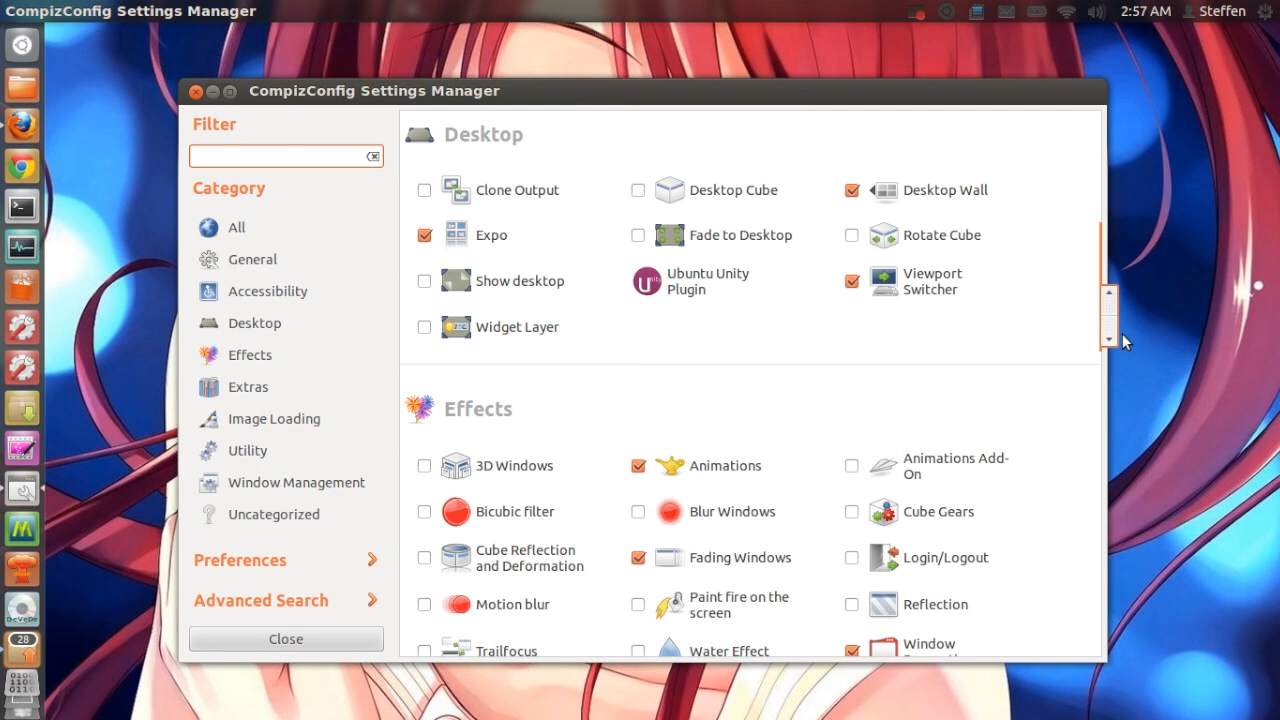 CompizConfig Settings Manager
2:57 AM
Steffen
CompizConfig Settings Manager
Filter
Category
All
General
Accessibility
Desktop
Effects
Extras
Image Loading
Utility
Window Management
Uncategorized
Preferences
Advanced Search
Close
Desktop
Clone Output
Desktop Cube
Desktop Wall
Expo
Fade to Desktop
Rotate Cube
Show desktop
Ubuntu Unity
Plugin
Viewport
Switcher
Widget Layer
Effects
3D Windows
Animations
Animations Add-
On
Bicubic filter
Blur Windows
Cube Gears
Cube Reflection
and Deformation
Fading Windows
Login/Logout
Motion blur
Paint fire on the
screen
Reflection
Trailfocus
Water Effect
Window
DeVeDe
28